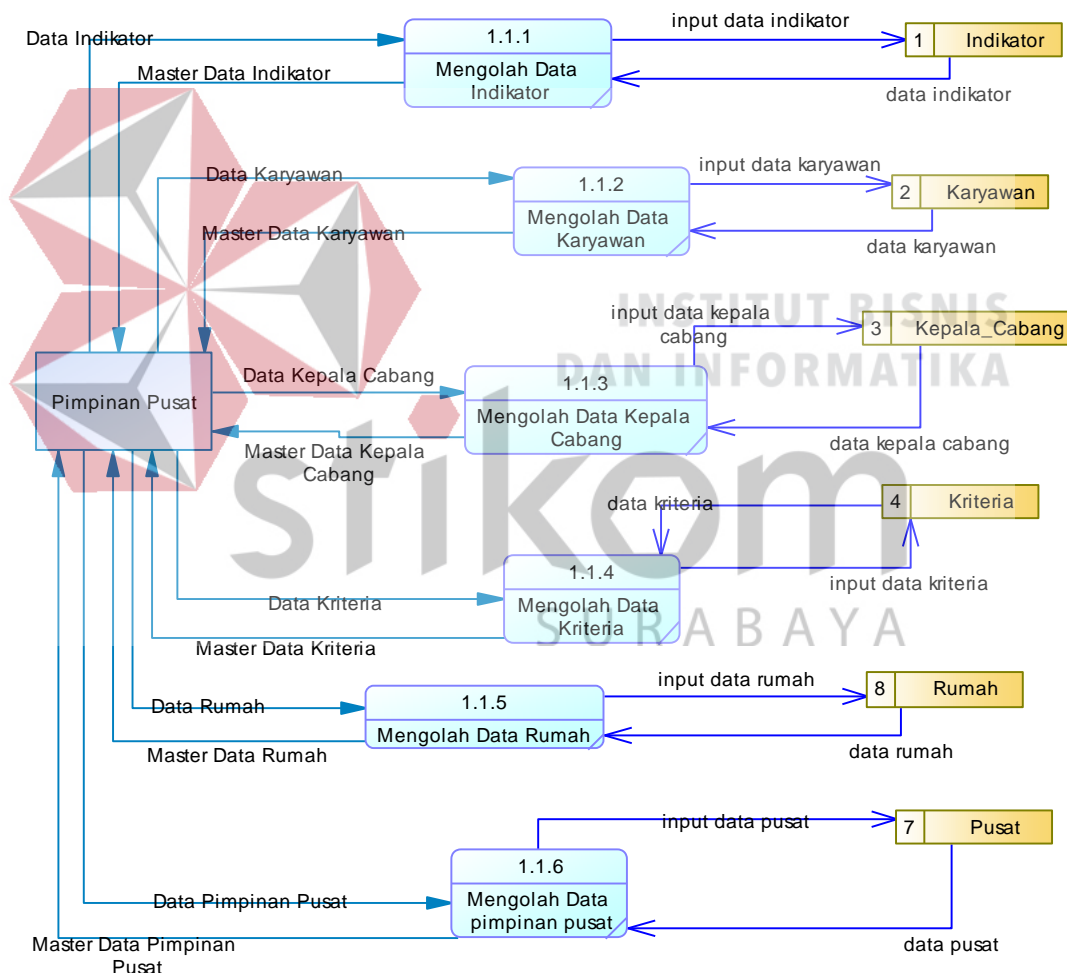 Data Indikator
Master Data Indikator
1.1.1
Mengolah Data
Indikator
input data indikator
1 Indikator
data indikator
Data Karyawan
Master Data Karyawan
1.1.2
Mengolah Data
Karyawan
input data karyawan
2 Karyawan
data karyawan
INSTITUT BISNIS
DAN INFORMATIKA
input data kepala
cabang
3 Kepala_Cabang
Pimpinan Pusat
Data Kepala Cabang
Master Data Kepala
Cabang
1.1.3
Mengolah Data Kepala
Cabang
data kepala cabang
stikom
SURABAYA
data kriteria
4 Kriteria
input data kriteria
1.1.4
Mengolah Data
Kriteria
Data Kriteria
Master Data Kriteria
Data Rumah
Master Data Rumah
1.1.5
Mengolah Data Rumah
input data rumah
8 Rumah
data rumah
input data pusat
7 Pusat
1.1.6
Mengolah Data
pimpinan pusat
Data Pimpinan Pusat
Master Data Pimpinan
Pusat
data pusat